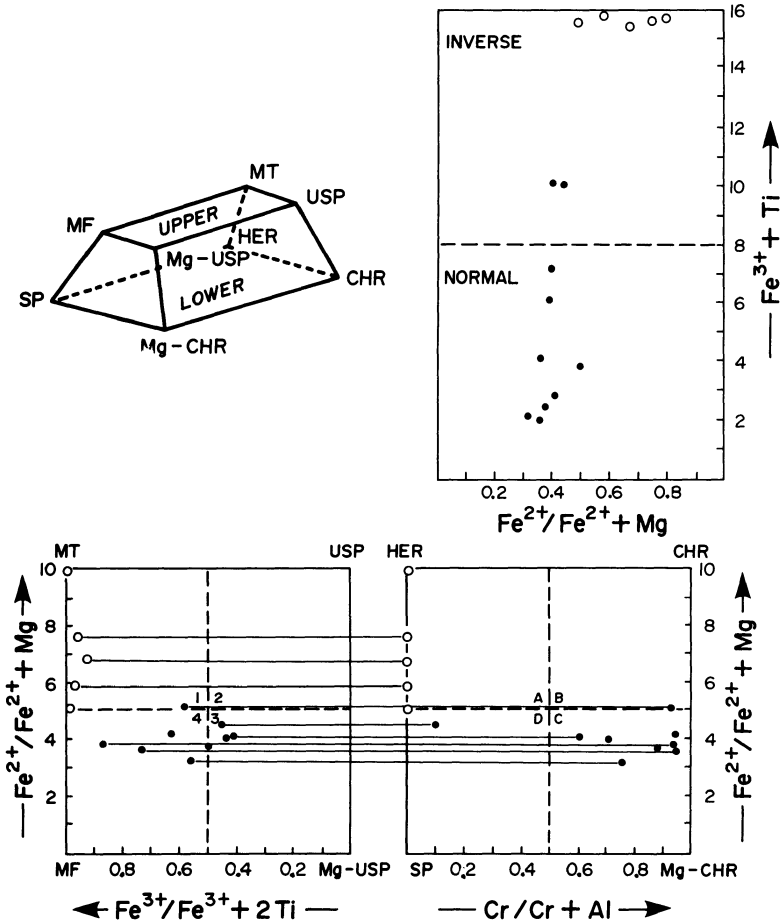 MT
USP
MF
UPPER
HER
Mg-USP
SP
LOWER
CHR
Mg-CHR
INVERSE
NORMAL
16
14
12
10
8
6
4
2
Fe³⁺ + Ti
0.2 0.4 0.6 0.8
Fe²⁺/Fe²⁺ + Mg
MT USP HER CHR
10
8
6
4
2
Fe²⁺/Fe²⁺ + Mg
1 2
4 3
A B
D C
10
8
6
4
2
Fe²⁺/Fe²⁺ + Mg
MF 0.8 0.6 0.4 0.2 Mg-USP SP 0.2 0.4 0.6 0.8 Mg-CHR
Fe³⁺/Fe³⁺ + 2Ti
Cr/Cr + Al